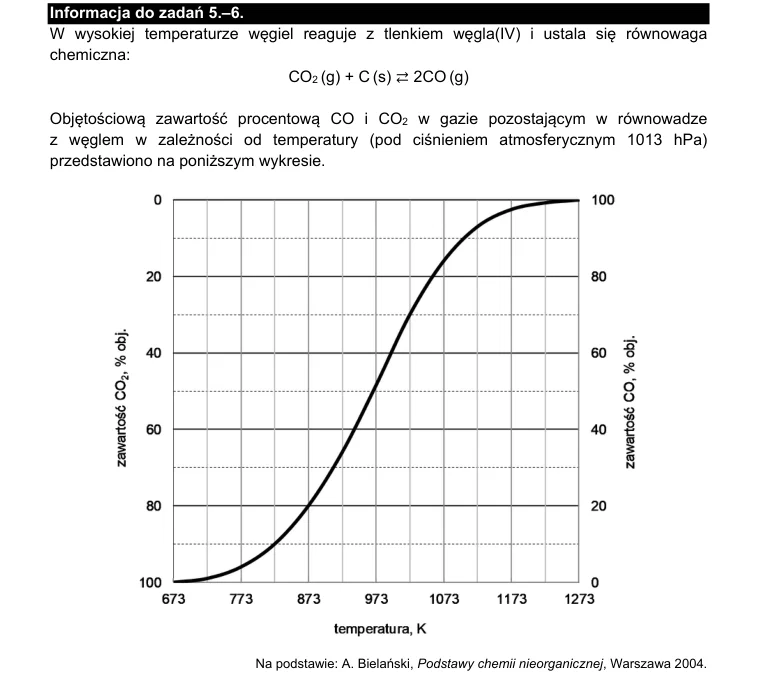 Informacja do zadań 5.–6.
W wysokiej temperaturze węgiel reaguje z tlenkiem węgla(IV) i ustala się równowaga
chemiczna:
CO₂ (g) + C (s) ⇄ 2CO (g)
Objętościową zawartość procentową CO i CO₂ w gazie pozostającym w równowadze
z węglem w zależności od temperatury (pod ciśnieniem atmosferycznym 1013 hPa)
przedstawiono na poniższym wykresie.
zawartość CO₂, % obj.
0
20
40
60
80
100
100
80
60
40
20
0
zawartość CO, % obj.
673 773 873 973 1073 1173 1273
temperatura, K
Na podstawie: A. Bielański, Podstawy chemii nieorganicznej, Warszawa 2004.